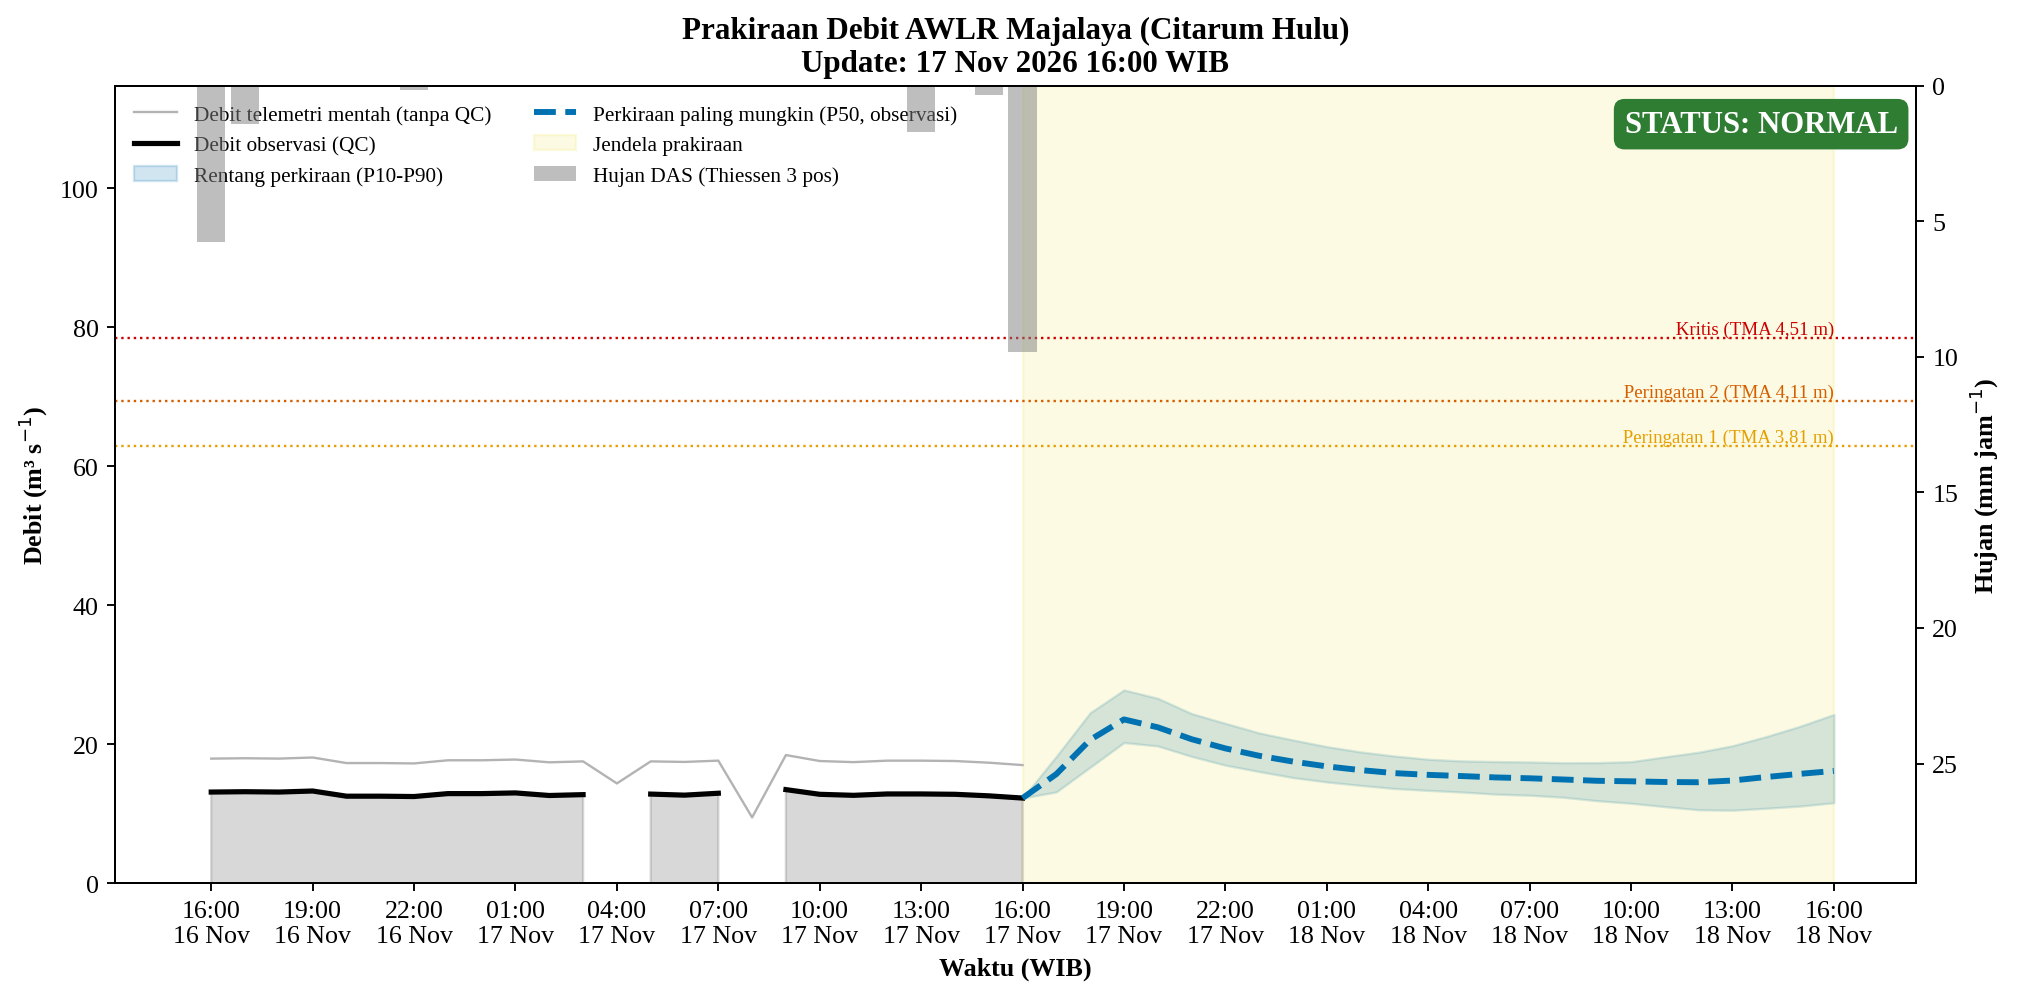 Prakiraan Debit AWLR Majalaya (Citarum Hulu)
Update: 17 Nov 2026 16:00 WIB
Debit telemetri mentah (tanpa QC)
Debit observasi (QC)
Rentang perkiraan (P10-P90)
Perkiraan paling mungkin (P50, observasi)
Jendela prakiraan
Hujan DAS (Thiessen 3 pos)
STATUS: NORMAL
Kritis (TMA 4,51 m)
Peringatan 2 (TMA 4,11 m)
Peringatan 1 (TMA 3,81 m)
Debit (m³ s⁻¹)
100
80
60
40
20
0
Hujan (mm jam⁻¹)
0
5
10
15
20
25
16:00 19:00 22:00 01:00 04:00 07:00 10:00 13:00 16:00 19:00 22:00 01:00 04:00 07:00 10:00 13:00 16:00
16 Nov 16 Nov 16 Nov 17 Nov 17 Nov 17 Nov 17 Nov 17 Nov 17 Nov 17 Nov 17 Nov 18 Nov 18 Nov 18 Nov 18 Nov 18 Nov 18 Nov
Waktu (WIB)